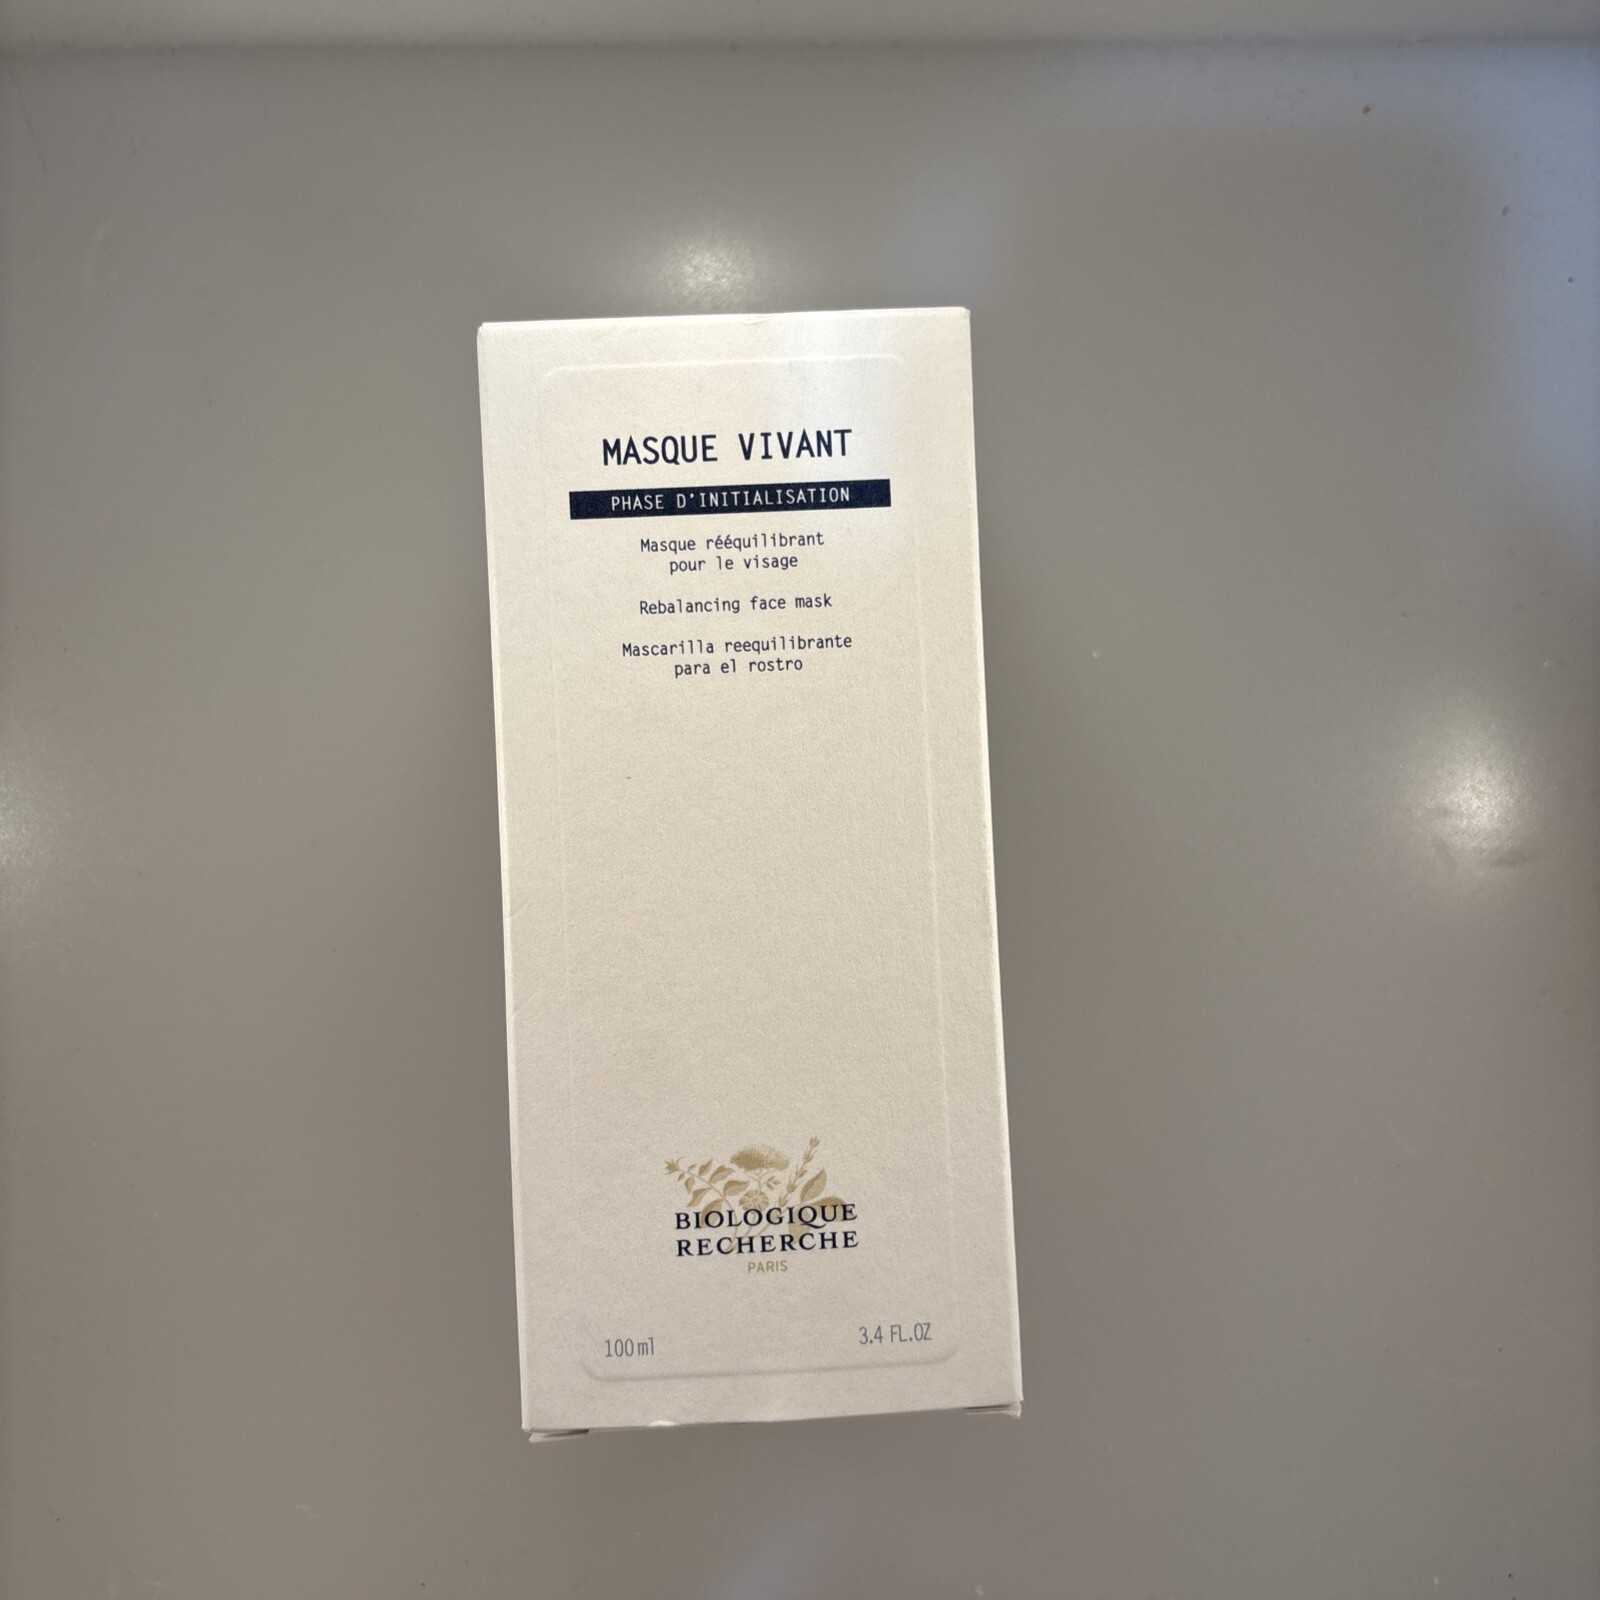 MASQUE VIVANT
PHASE D'INITIALISATION
Masque rééquilibrant
pour le visage
Rebalancing face mask
Mascarilla reequilibrante
para el rostro
BIOLOGIQUE
RECHERCHE
PARIS
100ml 3.4 FL.OZ